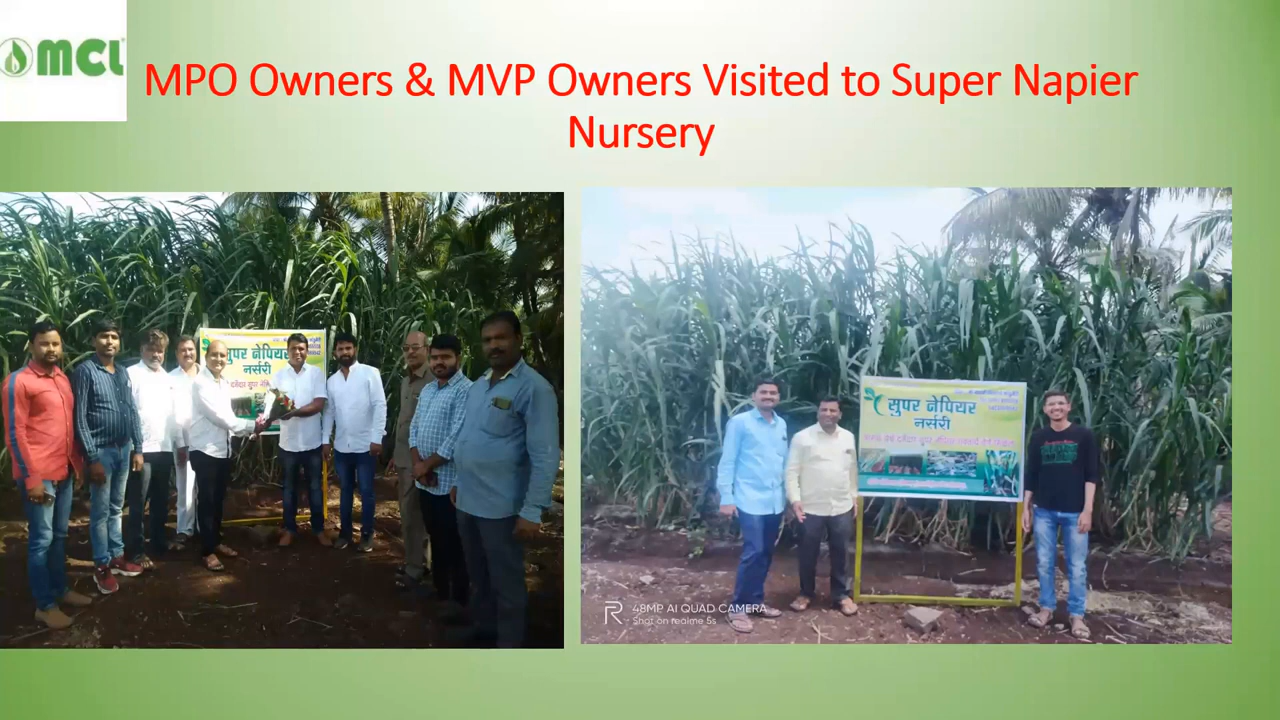 MCL
MPO Owners & MVP Owners Visited to Super Napier
Nursery
सुपर नेपियर
नर्सरी
सुपर नेपियर
नर्सरी
48MP AI QUAD CAMERA
Shot on realme 5s